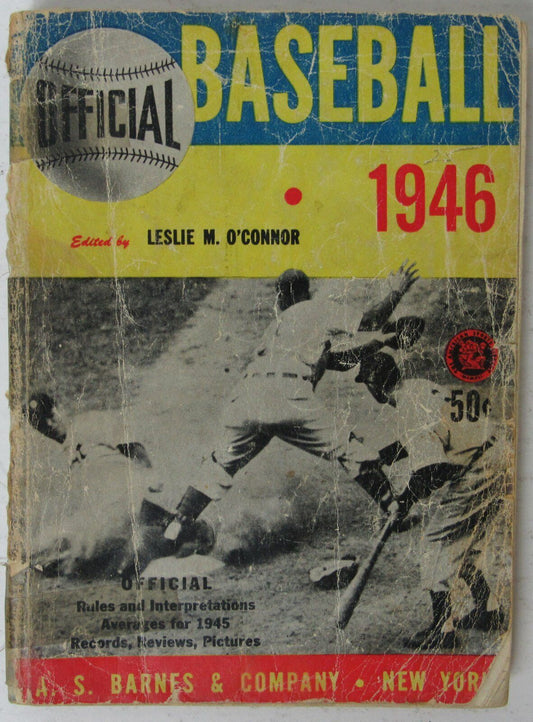 OFFICIAL
BASEBALL
1946
Edited by LESLIE M. O'CONNOR
50¢
OFFICIAL
Rules and Interpretations
Averages for 1945
Records, Reviews, Pictures
A. S. BARNES & COMPANY • NEW YORK